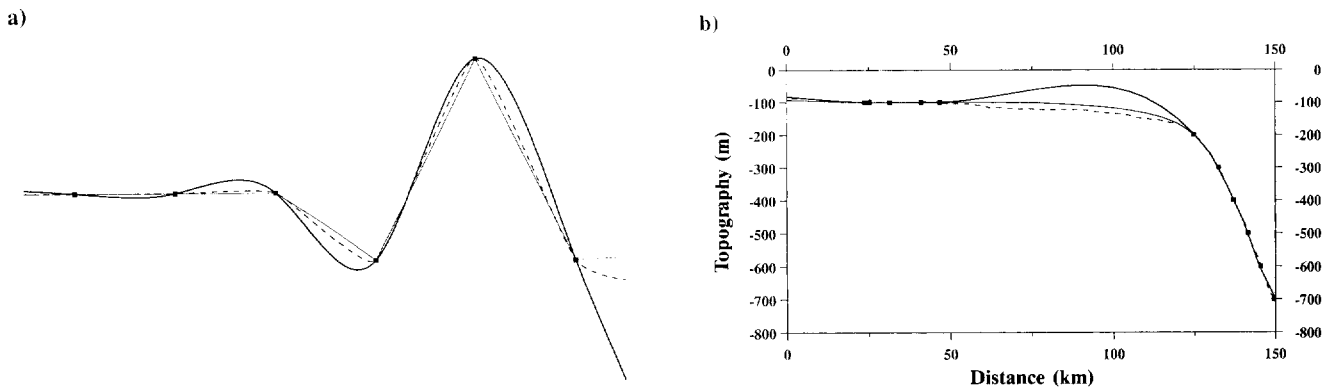 a)
b)
0 50 100 150
0 0
-100 -100
-200 -200
-300 -300
-400 -400
-500 -500
-600 -600
-700 -700
-800 -800
0 50 100 150
Topography (m)
Distance (km)